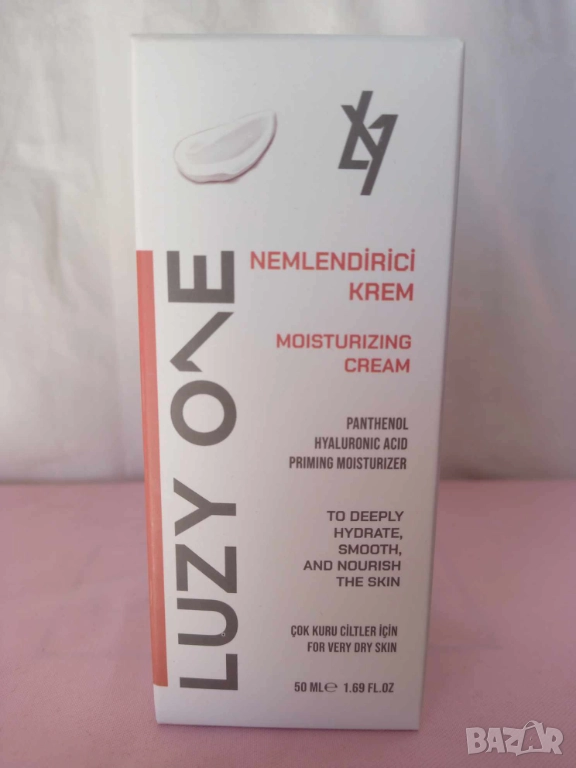 LUZY ONE
NEMLENDİRİCİ
KREM
MOISTURIZING
CREAM
PANTHENOL
HYALURONIC ACID
PRIMING MOISTURIZER
TO DEEPLY
HYDRATE,
SMOOTH,
AND NOURISH
THE SKIN
ÇOK KURU CİLTLER İÇİN
FOR VERY DRY SKIN
50 ML℮ 1.69 FL.OZ
BAZAR